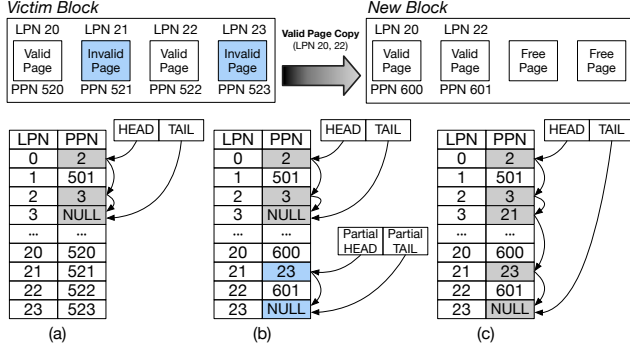 Victim Block
New Block
LPN 20 LPN 21 LPN 22 LPN 23
Valid Page
Invalid Page
Valid Page
Invalid Page
PPN 520 PPN 521 PPN 522 PPN 523
Valid Page Copy
(LPN 20, 22)
LPN 20 LPN 22
Valid Page
Valid Page
Free Page
Free Page
PPN 600 PPN 601
LPN PPN
0 2
1 501
2 3
3 NULL
... ...
20 520
21 521
22 522
23 523
HEAD TAIL
(a)
LPN PPN
0 2
1 501
2 3
3 NULL
... ...
20 600
21 23
22 601
23 NULL
HEAD TAIL
Partial HEAD
Partial TAIL
(b)
LPN PPN
0 2
1 501
2 3
3 21
... ...
20 600
21 23
22 601
23 NULL
HEAD TAIL
(c)